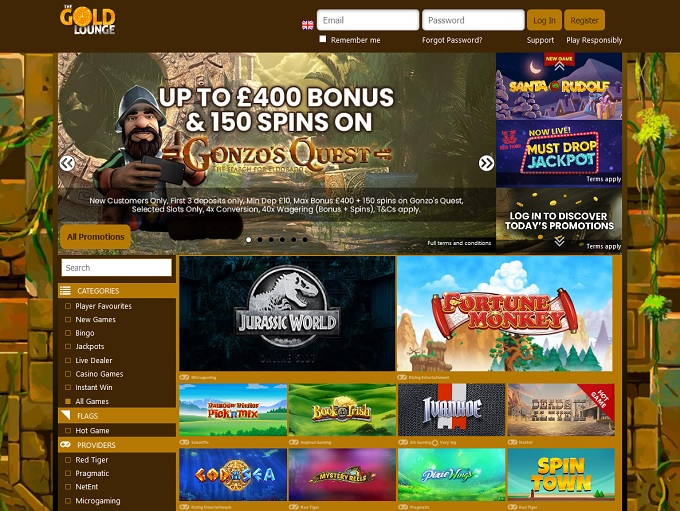 THE
GOLD
LOUNGE
Email
Password
Log In
Register
Remember me
Forgot Password?
Support
Play Responsibly
UP TO £400 BONUS
& 150 SPINS ON
GONZO'S QUEST
New Customers Only, First 3 deposits only, Min Dep £10, Max Bonus £400 + 150 spins on Gonzo's Quest,
Selected Slots Only, 4x Conversion, 40x Wagering (Bonus + Spins), T&Cs apply.
All Promotions
Full terms and conditions
NEW GAME
SANTA RUDOLF
NOW LIVE!
MUST DROP
JACKPOT
Terms apply
LOG IN TO DISCOVER
TODAY'S PROMOTIONS
Terms apply
Search
CATEGORIES
Player Favourites
New Games
Bingo
Jackpots
Live Dealer
Casino Games
Instant Win
All Games
FLAGS
Hot Game
PROVIDERS
Red Tiger
Pragmatic
NetEnt
Microgaming
JURASSIC WORLD
Microgaming
FORTUNE
MONKEY
Rising Entertainment
PICK N MIX
Eyecon
Book of Irish
Inspired Gaming
IVANHOE
Elk Gaming
HOT
GAME
DEAD OR
ALIVE
NetEnt
Rising Entertainment
MYSTERY REELS
Red Tiger
Pixie Wings
Pragmatic
SPIN
TOWN
Red Tiger